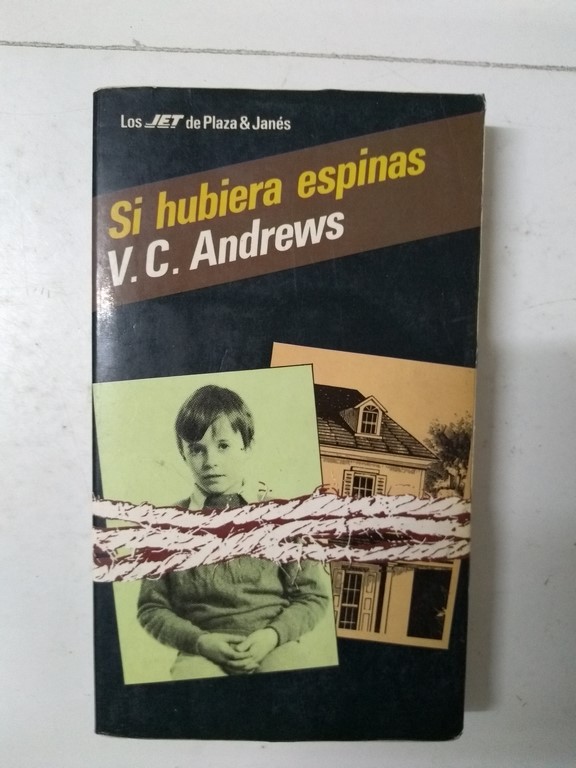 Los JET de Plaza & Janés
Si hubiera espinas
V. C. Andrews